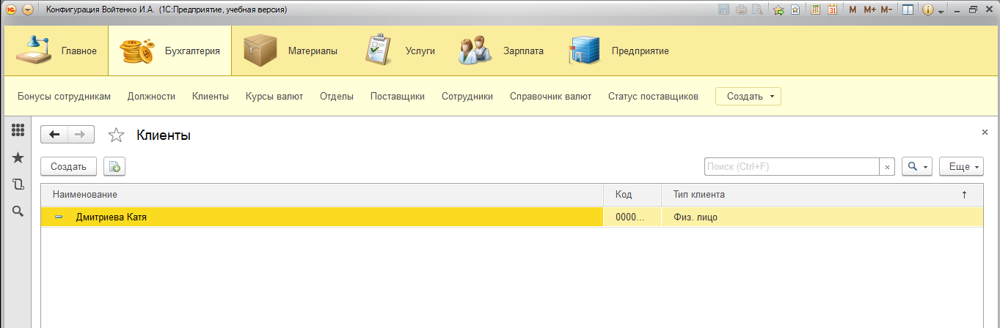 Конфигурация Войтенко И.А. (1С:Предприятие, учебная версия) 31 M M+ M-
Главное Бухгалтерия Материалы Услуги Зарплата Предприятие
Бонусы сотрудникам Должности Клиенты Курсы валют Отделы Поставщики Сотрудники Справочник валют Статус поставщиков Создать
Клиенты
Создать Поиск (Ctrl+F) Еще
Наименование Код Тип клиента
Дмитриева Катя 0000... Физ. лицо